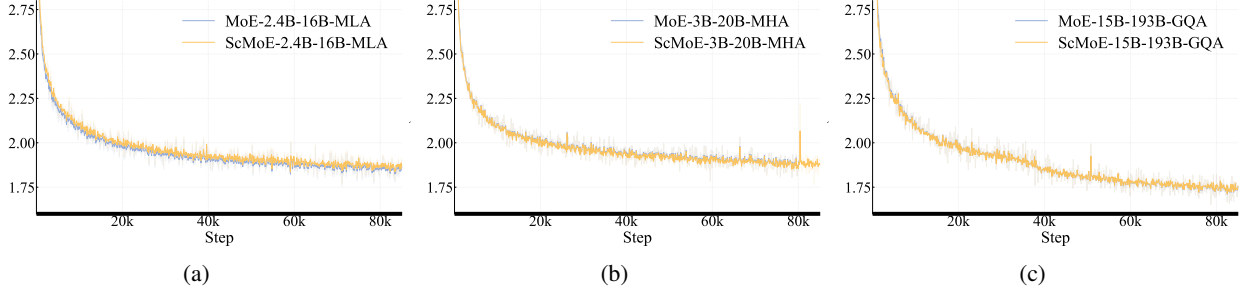 2.75
2.50
2.25
2.00
1.75
MoE-2.4B-16B-MLA
ScMoE-2.4B-16B-MLA
20k
40k
60k
80k
Step
(a)
2.75
2.50
2.25
2.00
1.75
MoE-3B-20B-MHA
ScMoE-3B-20B-MHA
20k
40k
60k
80k
Step
(b)
2.75
2.50
2.25
2.00
1.75
MoE-15B-193B-GQA
ScMoE-15B-193B-GQA
20k
40k
60k
80k
Step
(c)